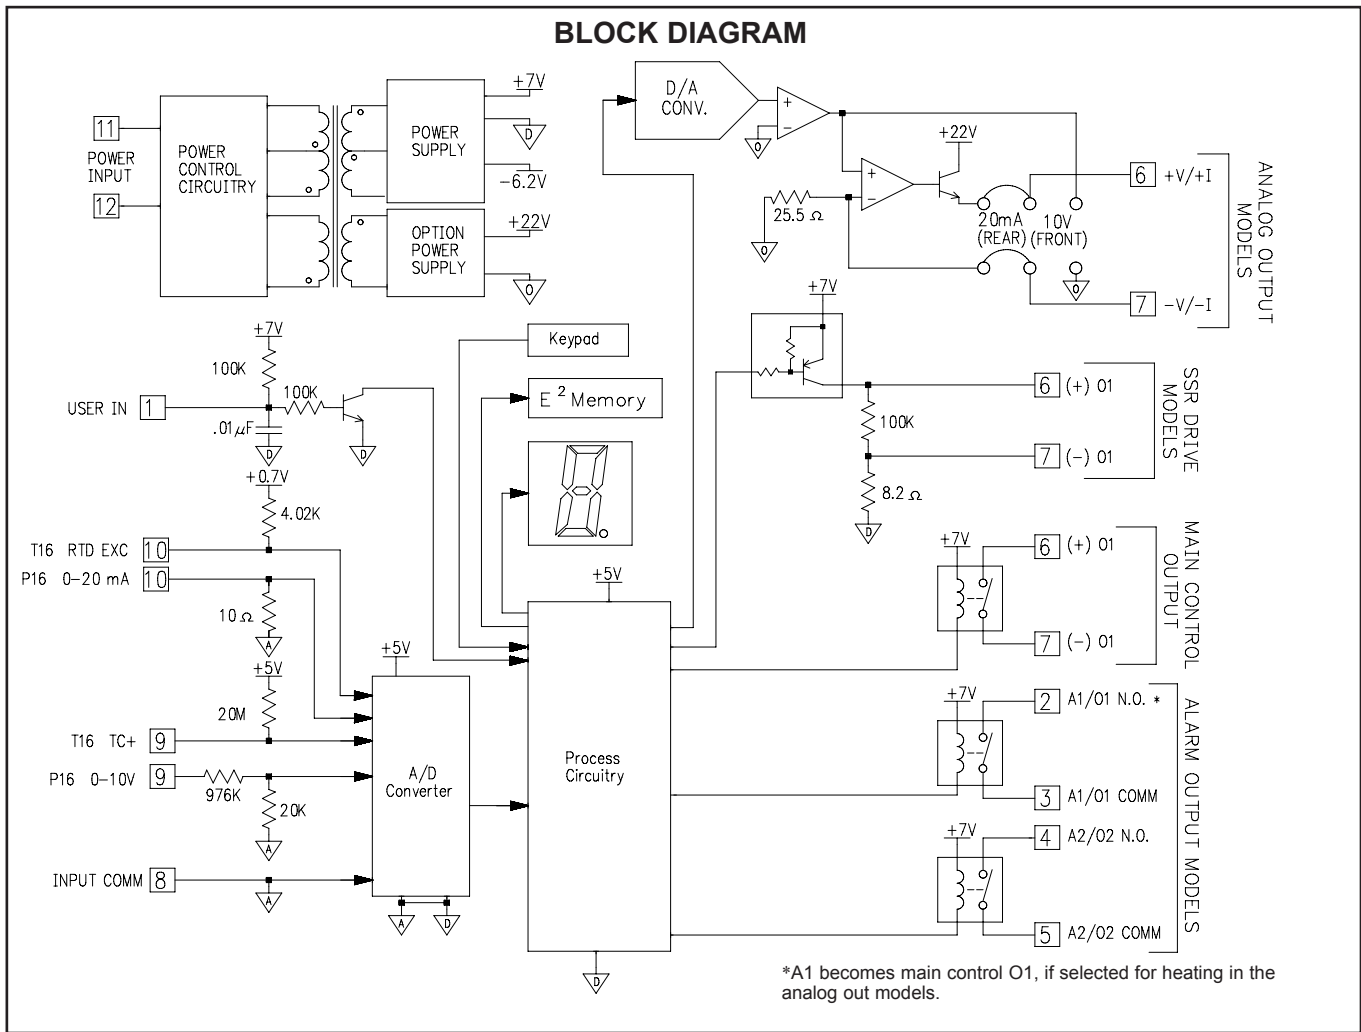 BLOCK DIAGRAM
11
POWER
INPUT
12
POWER
CONTROL
CIRCUITRY
POWER
SUPPLY
+7V
D
-6.2V
OPTION
POWER
SUPPLY
+22V
O
D/A
CONV.
+
-
O
+22V
+
-
25.5 Ω
O
20mA
(REAR)
10V
(FRONT)
O
6 +V/+I
7 -V/-I
ANALOG OUTPUT
MODELS
+7V
100K
USER IN 1
100K
.01µF
D
D
Keypad
E² Memory
+7V
100K
8.2 Ω
D
6 (+) O1
7 (-) O1
SSR DRIVE
MODELS
+0.7V
4.02K
T16 RTD EXC 10
P16 0-20 mA 10
10 Ω
A
+5V
20M
T16 TC+ 9
P16 0-10V 9
976K
20K
A
INPUT COMM 8
A
+5V
A/D
Converter
A
D
+5V
Process
Circuitry
D
+7V
6 (+) O1
7 (-) O1
MAIN CONTROL
OUTPUT
+7V
2 A1/O1 N.O. *
3 A1/O1 COMM
+7V
4 A2/O2 N.O.
5 A2/O2 COMM
ALARM OUTPUT MODELS
*A1 becomes main control O1, if selected for heating in the
analog out models.